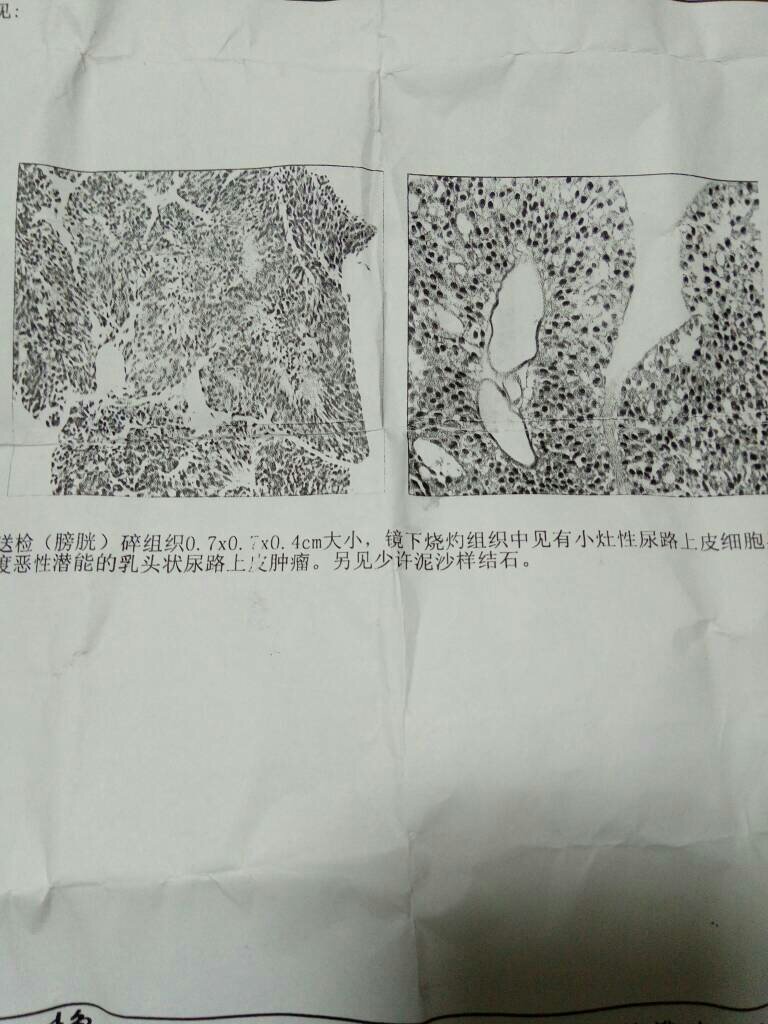 见:
送检（膀胱）碎组织0.7x0.7x0.4cm大小，镜下烧灼组织中见有小灶性尿路上皮细胞
度恶性潜能的乳头状尿路上皮肿瘤。另见少许泥沙样结石。